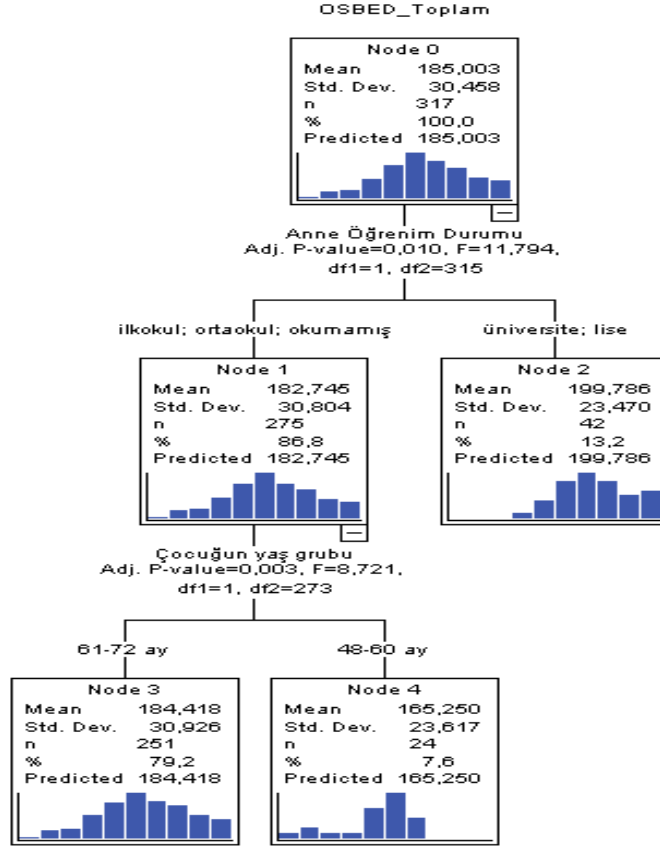 OSBED_Toplam
Node 0
Mean 185,003
Std. Dev. 30,458
n 317
% 100,0
Predicted 185,003
Anne Öğrenim Durumu
Adj. P-value=0,010, F=11,794,
df1=1, df2=315
ilkokul; ortaokul; okumamış
üniversite; lise
Node 1
Mean 182,745
Std. Dev. 30,804
n 275
% 86,8
Predicted 182,745
Node 2
Mean 199,786
Std. Dev. 23,470
n 42
% 13,2
Predicted 199,786
Çocuğun yaş grubu
Adj. P-value=0,003, F=8,721,
df1=1, df2=273
61-72 ay
48-60 ay
Node 3
Mean 184,418
Std. Dev. 30,926
n 251
% 79,2
Predicted 184,418
Node 4
Mean 165,250
Std. Dev. 23,617
n 24
% 7,6
Predicted 165,250